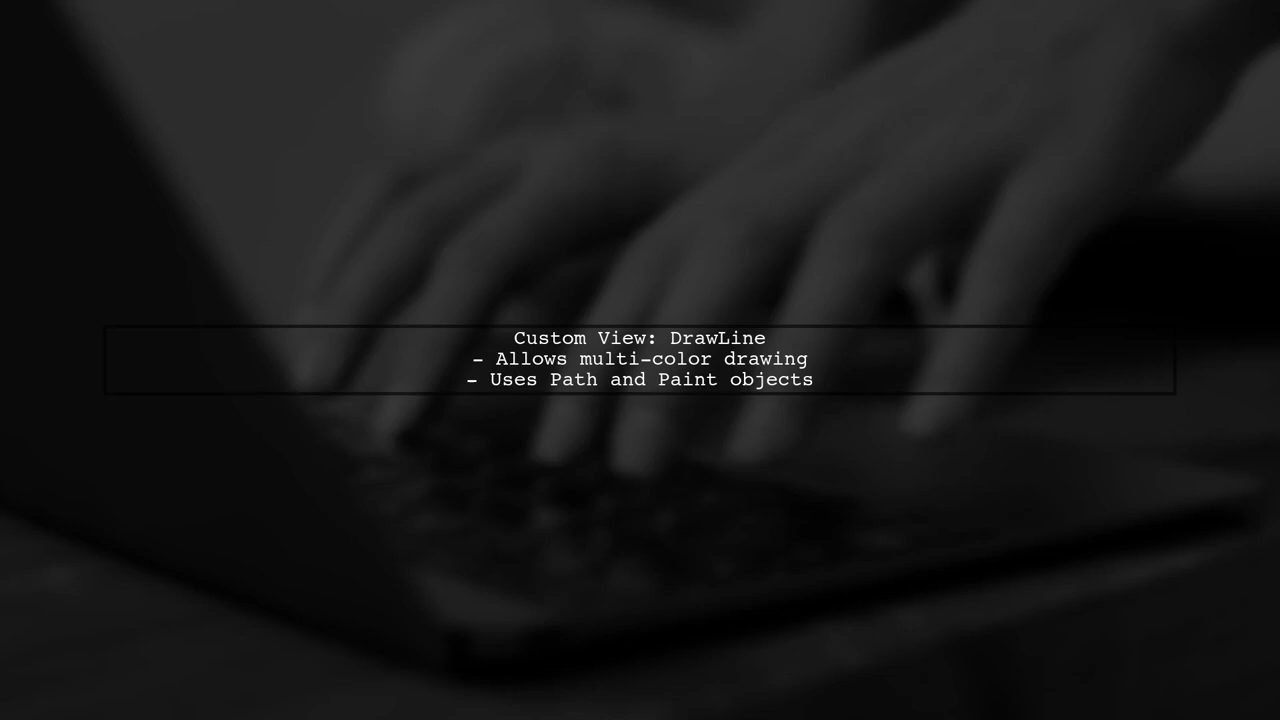 Custom View: DrawLine
- Allows multi-color drawing
- Uses Path and Paint objects